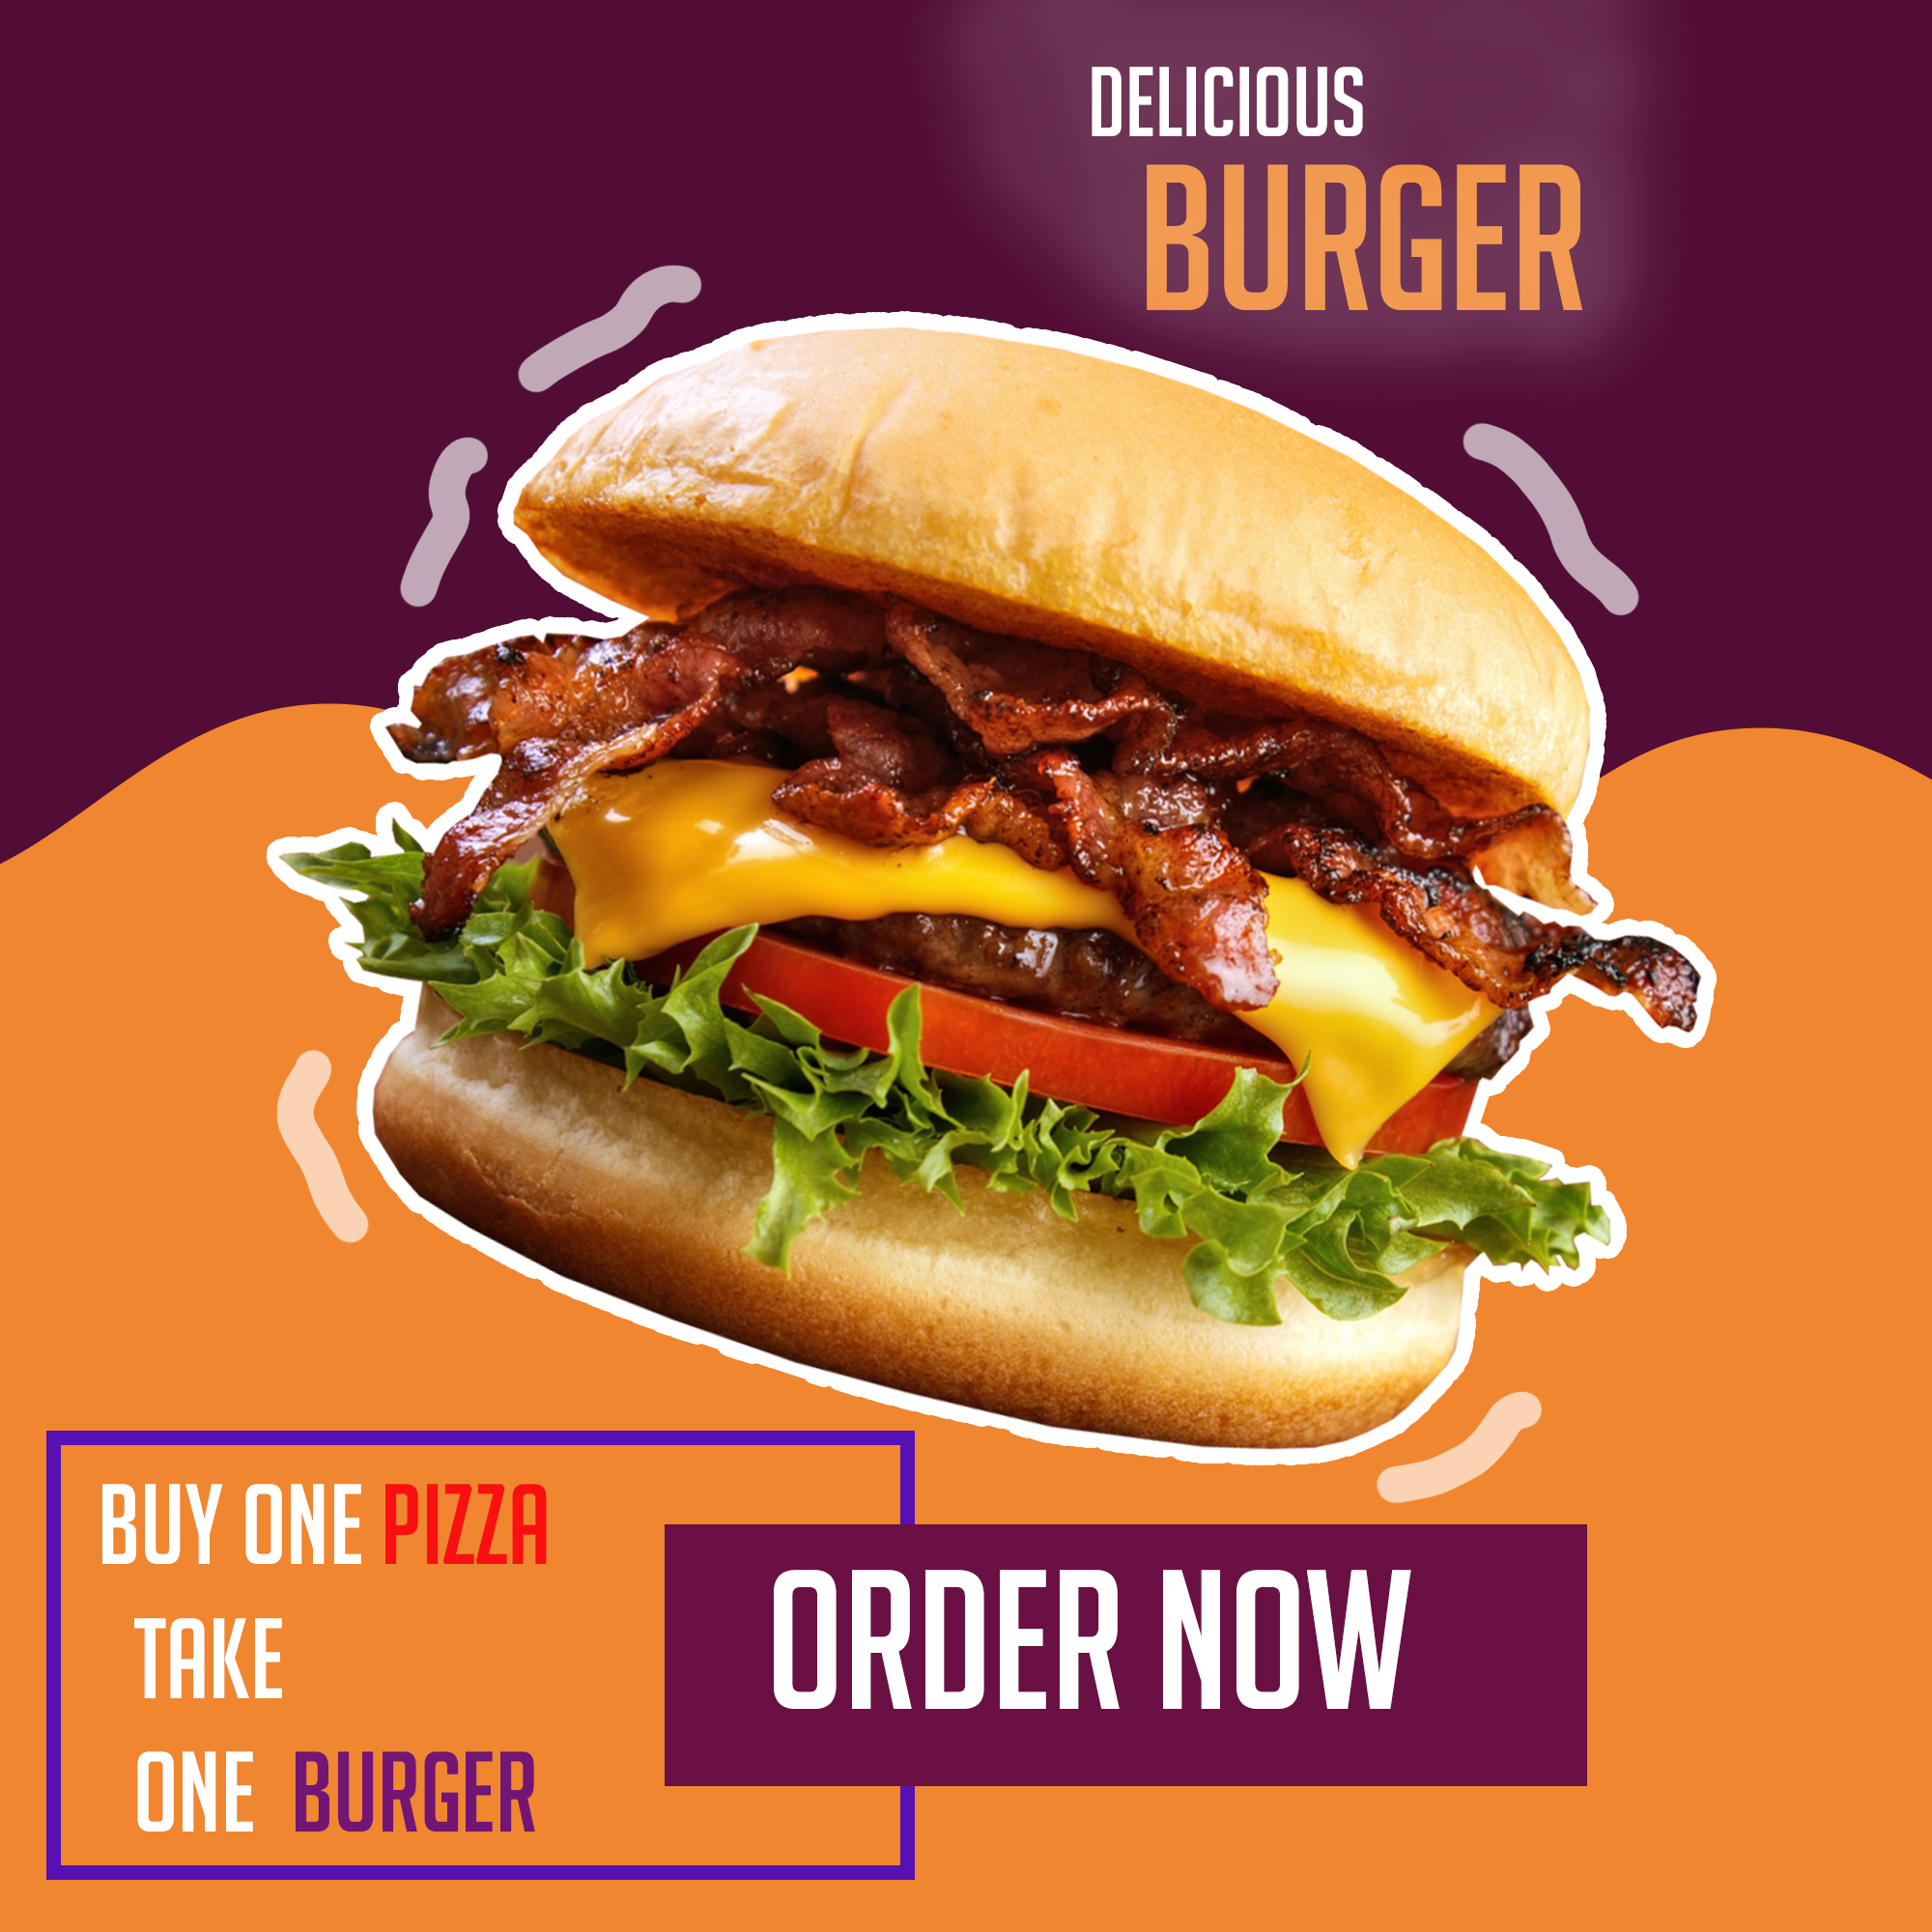 DELICIOUS
BURGER
BUY ONE PIZZA
TAKE
ONE BURGER
ORDER NOW